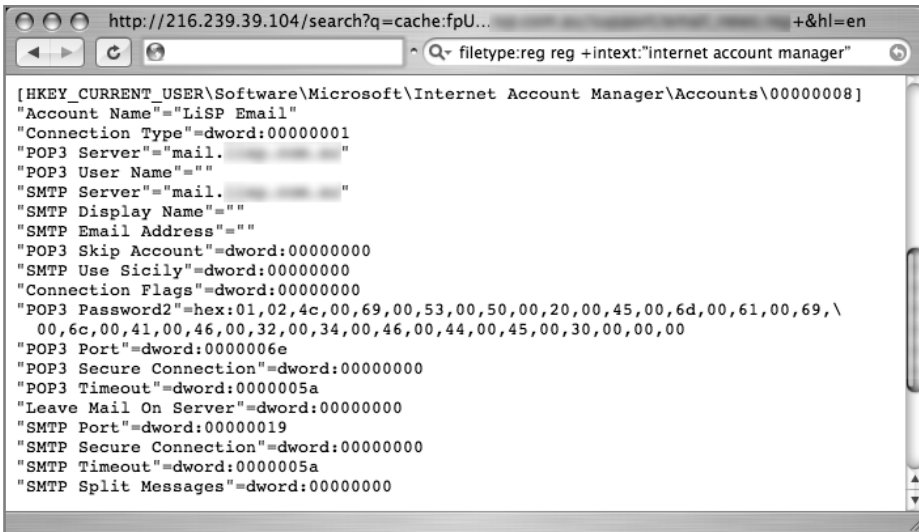 http://216.239.39.104/search?q=cache:fpU... +&hl=en
filetype:reg reg +intext:"internet account manager"
[HKEY_CURRENT_USER\Software\Microsoft\Internet Account Manager\Accounts\00000008]
"Account Name"="LiSP Email"
"Connection Type"=dword:00000001
"POP3 Server"="mail. "
"POP3 User Name"=""
"SMTP Server"="mail. "
"SMTP Display Name"=""
"SMTP Email Address"=""
"POP3 Skip Account"=dword:00000000
"SMTP Use Sicily"=dword:00000000
"Connection Flags"=dword:00000000
"POP3 Password2"=hex:01,02,4c,00,69,00,53,00,50,00,20,00,45,00,6d,00,61,00,69,\
00,6c,00,41,00,46,00,32,00,34,00,46,00,44,00,45,00,30,00,00,00
"POP3 Port"=dword:0000006e
"POP3 Secure Connection"=dword:00000000
"POP3 Timeout"=dword:0000005a
"Leave Mail On Server"=dword:00000000
"SMTP Port"=dword:00000019
"SMTP Secure Connection"=dword:00000000
"SMTP Timeout"=dword:0000005a
"SMTP Split Messages"=dword:00000000